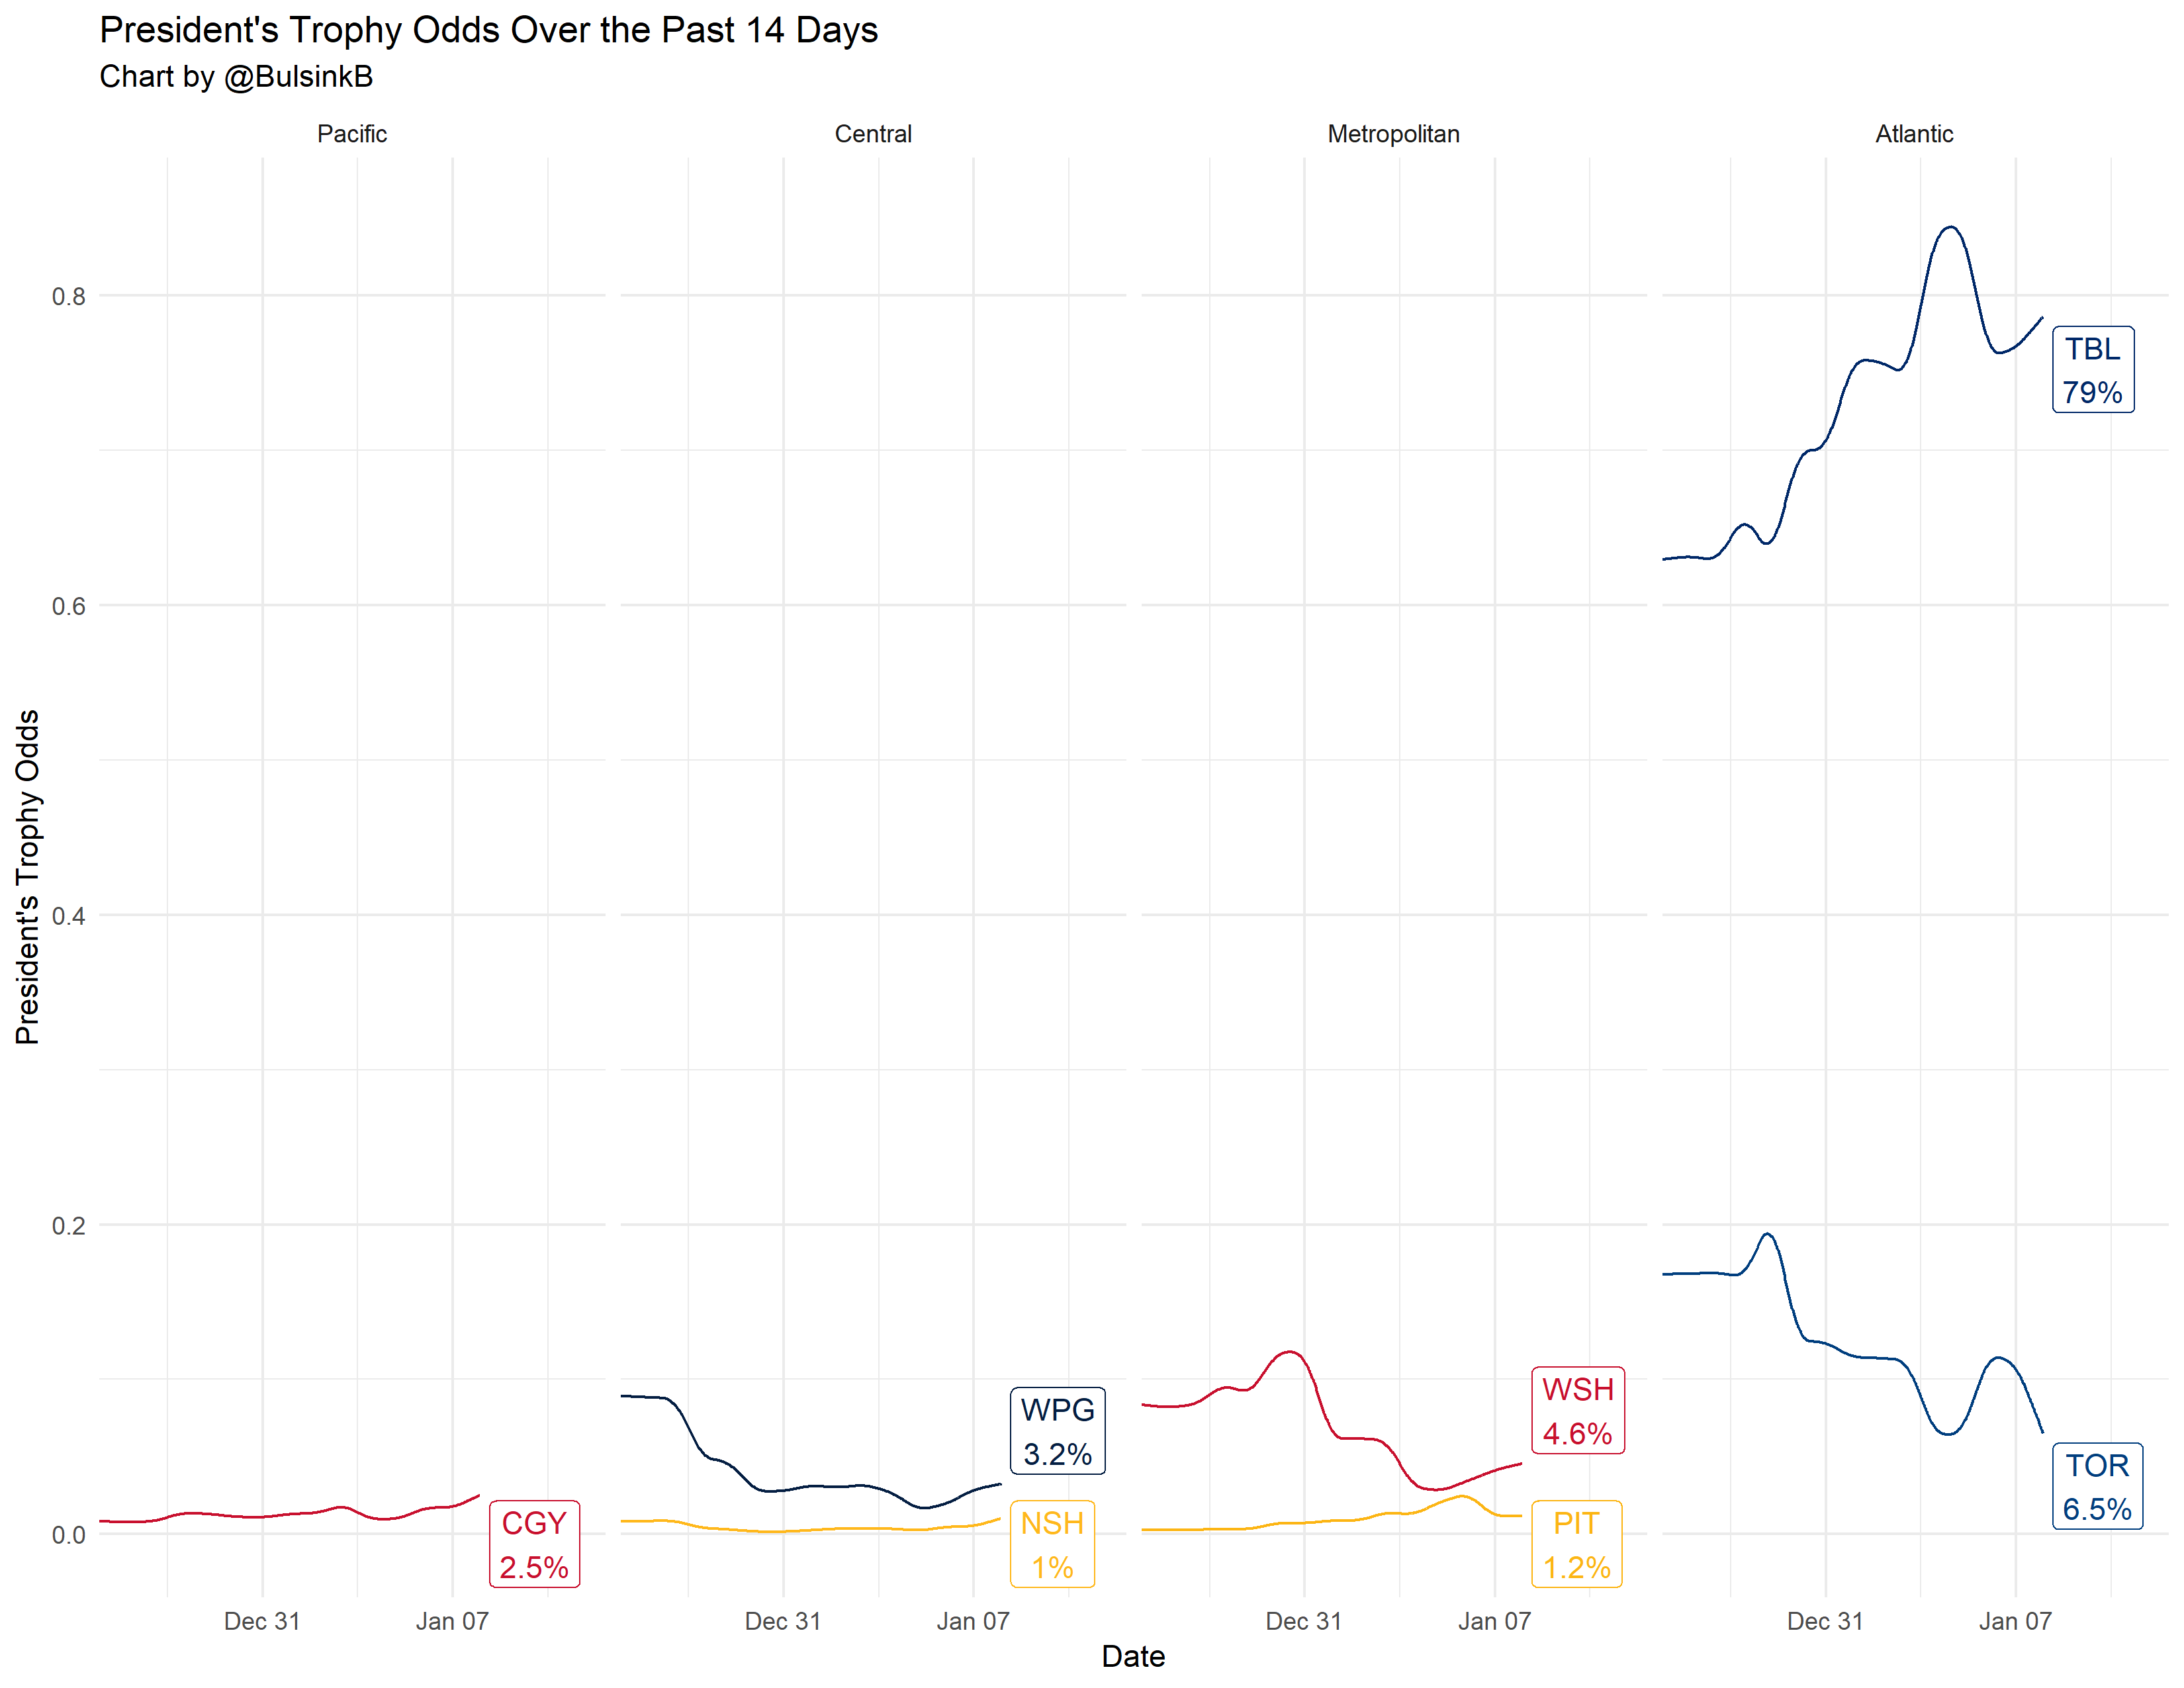 President's Trophy Odds Over the Past 14 Days
Chart by @BulsinkB
Pacific
Central
Metropolitan
Atlantic
President's Trophy Odds
0.8
0.6
0.4
0.2
0.0
TBL
79%
TOR
6.5%
WSH
4.6%
PIT
1.2%
WPG
3.2%
NSH
1%
CGY
2.5%
Dec 31
Jan 07
Dec 31
Jan 07
Dec 31
Jan 07
Dec 31
Jan 07
Date